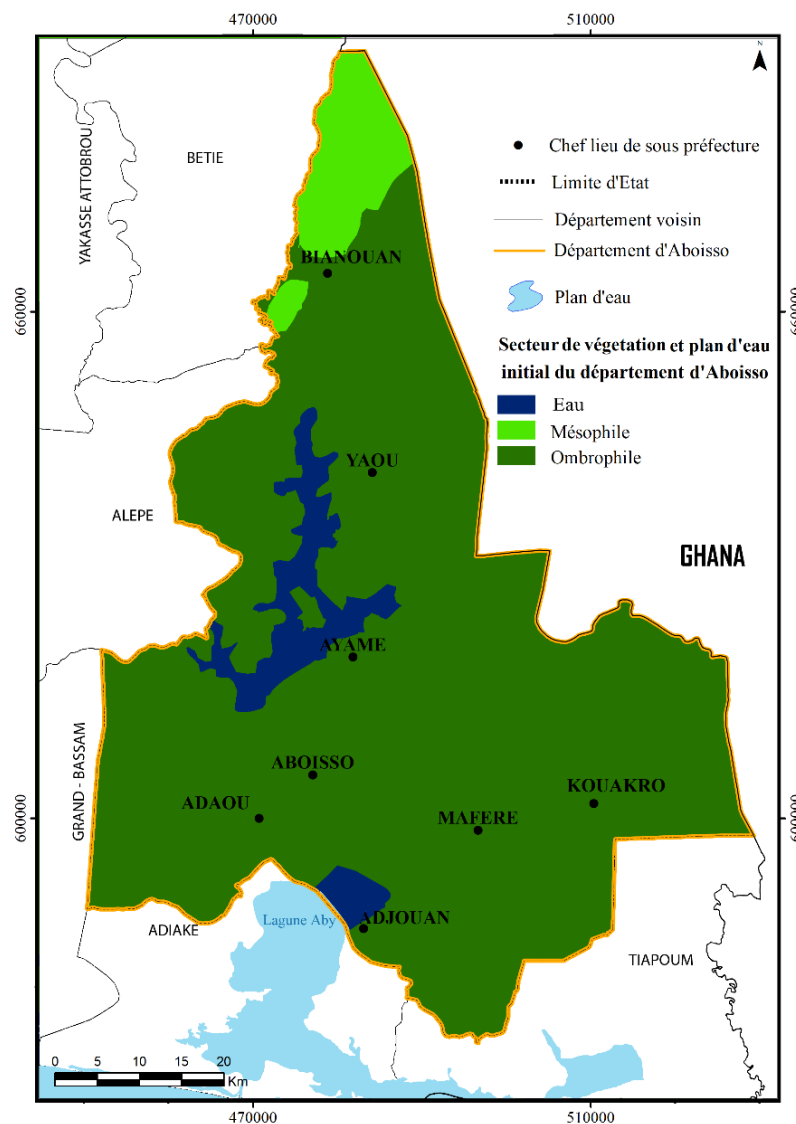 470000
510000
N
YAKASSE ATTOBROU
BETIE
Chef lieu de sous préfecture
Limite d'Etat
Département voisin
Département d'Aboisso
Plan d'eau
Secteur de végetation et plan d'eau
initial du département d'Aboisso
Eau
Mésophile
Ombrophile
BIANOUAN
660000
660000
YAOU
ALEPE
GHANA
AYAME
GRAND - BASSAM
ABOISSO
ADAOU
KOUAKRO
MAFERE
600000
600000
Lagune Aby
ADJOUAN
ADIAKE
TIAPOUM
0 5 10 15 20
Km
470000
510000